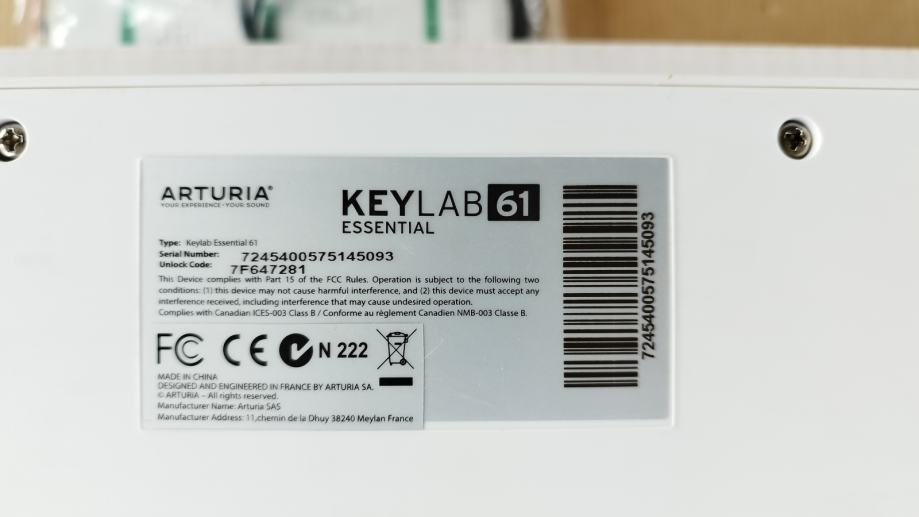 ARTURIA®
YOUR EXPERIENCE • YOUR SOUND
KEYLAB 61
ESSENTIAL
Type: Keylab Essential 61
Serial Number: 7245400575145093
Unlock Code: 7F647281
This Device complies with Part 15 of the FCC Rules. Operation is subject to the following two
conditions: (1) this device may not cause harmful interference, and (2) this device must accept any
interference received, including interference that may cause undesired operation.
Complies with Canadian ICES-003 Class B / Conforme au règlement Canadien NMB-003 Classe B.
FC CE N 222
MADE IN CHINA
DESIGNED AND ENGINEERED IN FRANCE BY ARTURIA SA.
© ARTURIA – All rights reserved.
Manufacturer Name: Arturia SAS
Manufacturer Address: 11,chemin de la Dhuy 38240 Meylan France
7245400575145093